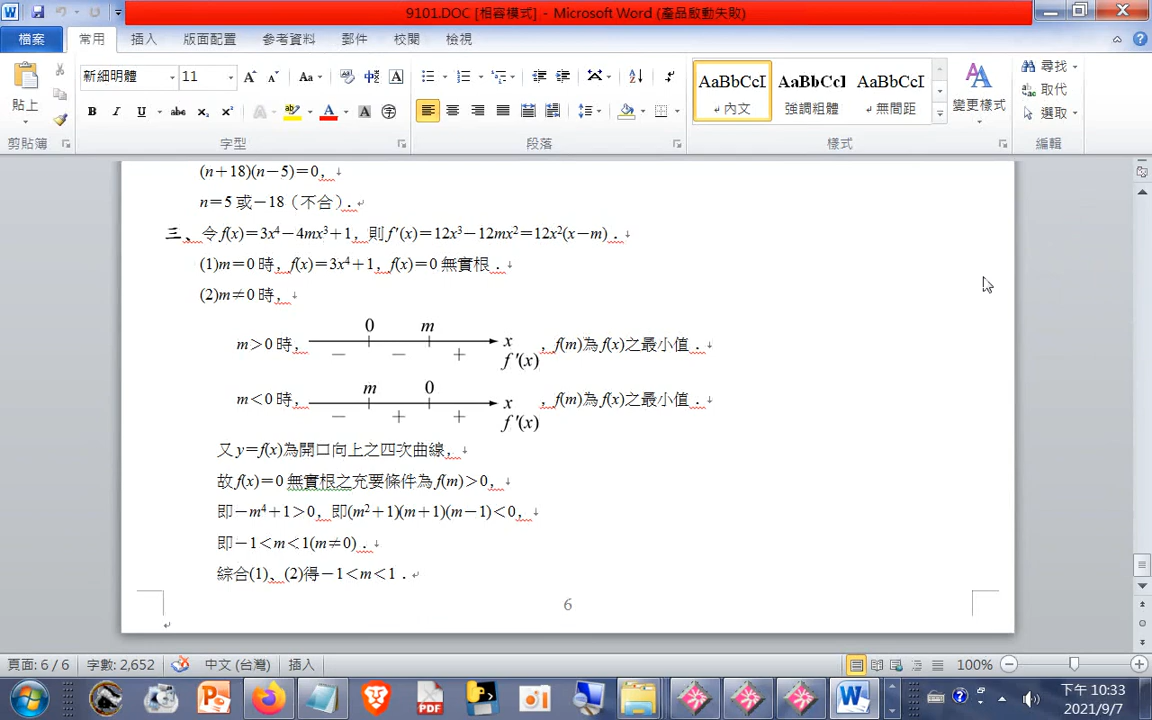 9101.DOC [相容模式] - Microsoft Word (產品啟動失敗)
檔案 常用 插入 版面配置 參考資料 郵件 校閱 檢視
新細明體 11
貼上
AaBbCcI AaBbCcI AaBbCcI
內文 強調粗體 無間距
變更樣式
尋找
取代
選取
剪貼簿 字型 段落 樣式 編輯
(n+18)(n-5)=0,
n=5 或-18(不合).
三、令 f(x)=3x⁴-4mx³+1,則 f′(x)=12x³-12mx²=12x²(x-m).
(1)m=0 時,f(x)=3x⁴+1,f(x)=0 無實根.
(2)m≠0 時,
0 m
m>0 時, x ,f(m)為 f(x)之最小值.
- - + f′(x)
m 0
m<0 時, x ,f(m)為 f(x)之最小值.
- + + f′(x)
又 y=f(x)為開口向上之四次曲線,
故 f(x)=0 無實根之充要條件為 f(m)>0,
即-m⁴+1>0,即(m²+1)(m+1)(m-1)<0,
即-1<m<1(m≠0).
綜合(1)、(2)得-1<m<1.
6
頁面: 6 / 6 字數: 2,652 中文 (台灣) 插入 100%
下午 10:33
2021/9/7